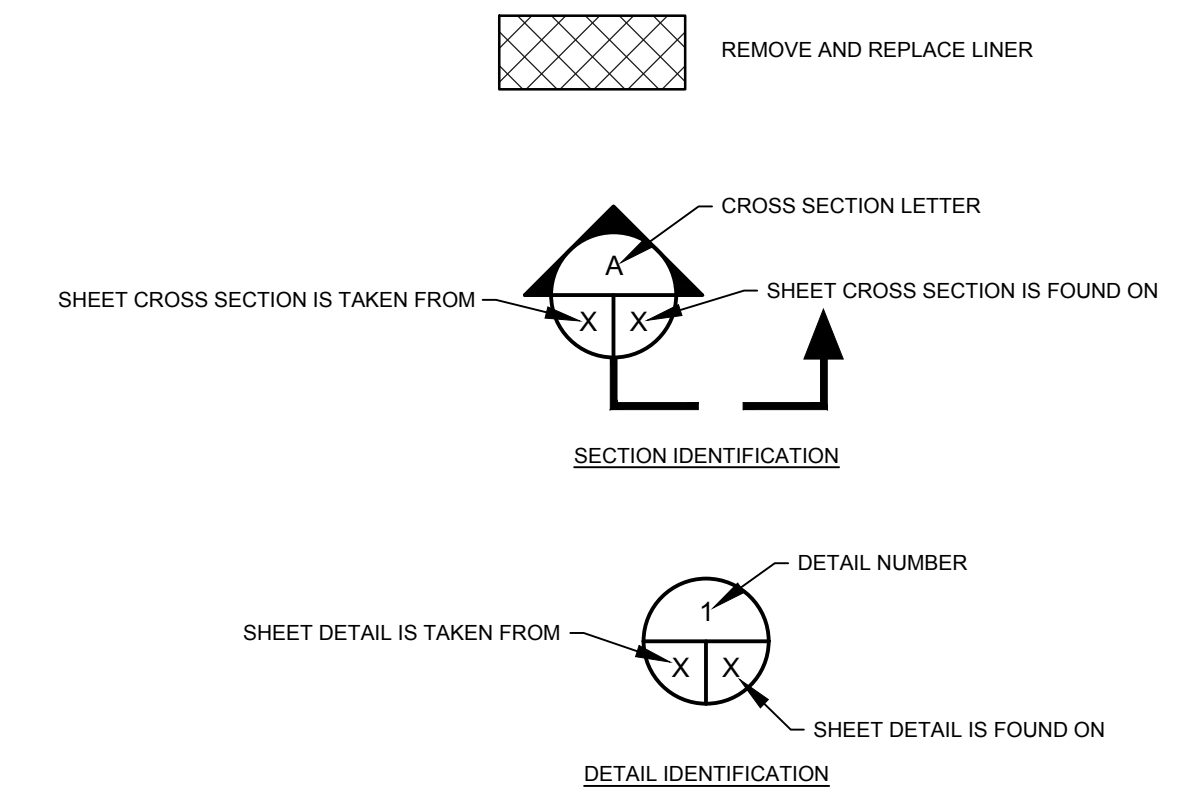 REMOVE AND REPLACE LINER
CROSS SECTION LETTER
A
SHEET CROSS SECTION IS TAKEN FROM
SHEET CROSS SECTION IS FOUND ON
X X
SECTION IDENTIFICATION
DETAIL NUMBER
1
SHEET DETAIL IS TAKEN FROM
X X
SHEET DETAIL IS FOUND ON
DETAIL IDENTIFICATION